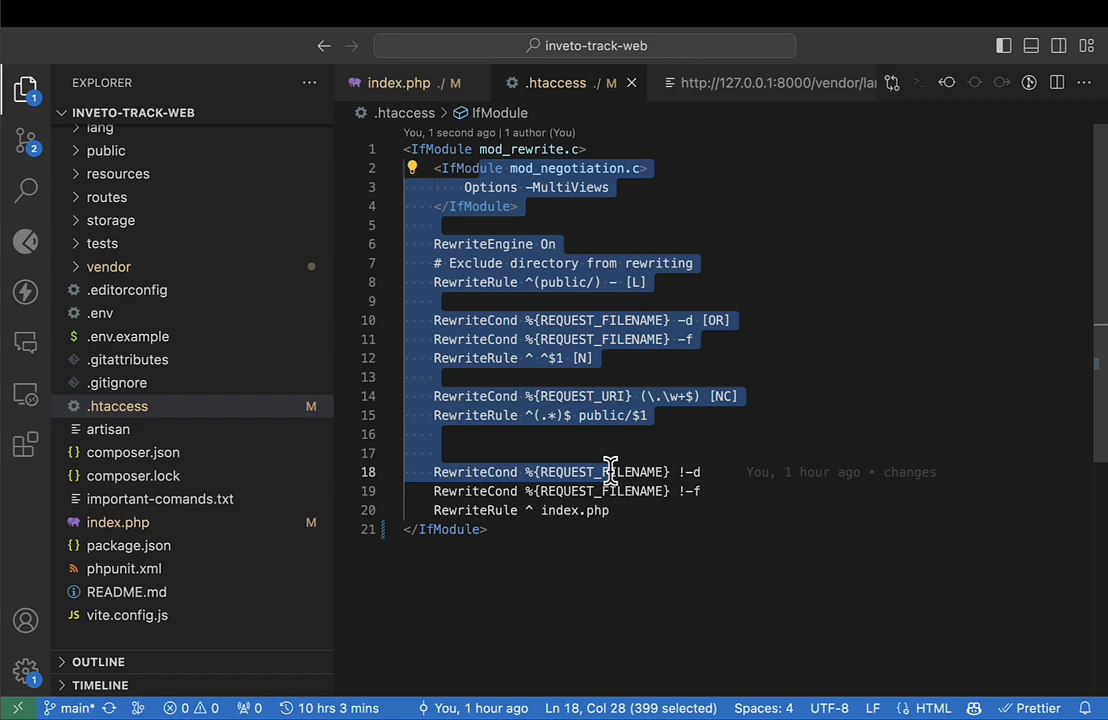 inveto-track-web
EXPLORER
INVETO-TRACK-WEB
lang
public
resources
routes
storage
tests
vendor
.editorconfig
.env
$ .env.example
.gitattributes
.gitignore
.htaccess M
artisan
{} composer.json
{} composer.lock
important-comands.txt
index.php M
{} package.json
phpunit.xml
README.md
JS vite.config.js
OUTLINE
TIMELINE
1
2
1
index.php ./ M
.htaccess ./ M
http://127.0.0.1:8000/vendor/lar
.htaccess > IfModule
You, 1 second ago | 1 author (You)
1 <IfModule mod_rewrite.c>
2 <IfModule mod_negotiation.c>
3 Options -MultiViews
4 </IfModule>
5
6 RewriteEngine On
7 # Exclude directory from rewriting
8 RewriteRule ^(public/) - [L]
9
10 RewriteCond %{REQUEST_FILENAME} -d [OR]
11 RewriteCond %{REQUEST_FILENAME} -f
12 RewriteRule ^ ^$1 [N]
13
14 RewriteCond %{REQUEST_URI} (\.\w+$) [NC]
15 RewriteRule ^(.*)$ public/$1
16
17
18 RewriteCond %{REQUEST_FILENAME} !-d You, 1 hour ago • changes
19 RewriteCond %{REQUEST_FILENAME} !-f
20 RewriteRule ^ index.php
21 </IfModule>
main* 0 0 0 10 hrs 3 mins You, 1 hour ago Ln 18, Col 28 (399 selected) Spaces: 4 UTF-8 LF {} HTML Prettier